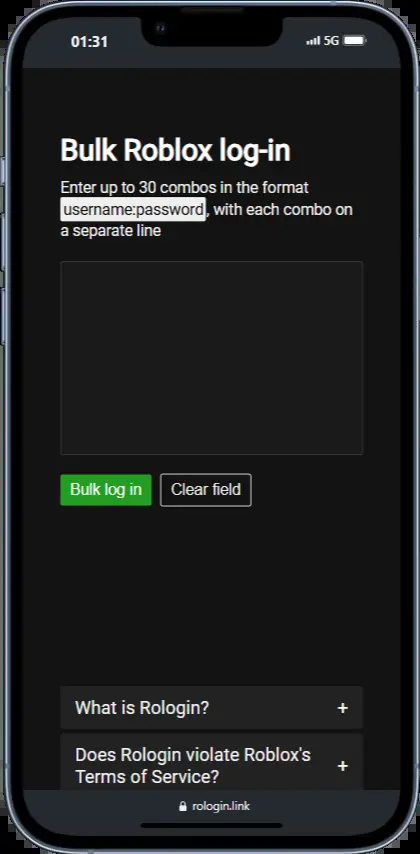 01:31
5G
Bulk Roblox log-in
Enter up to 30 combos in the format
username:password, with each combo on
a separate line
Bulk log in Clear field
What is Rologin? +
Does Rologin violate Roblox's
Terms of Service? +
rologin.link